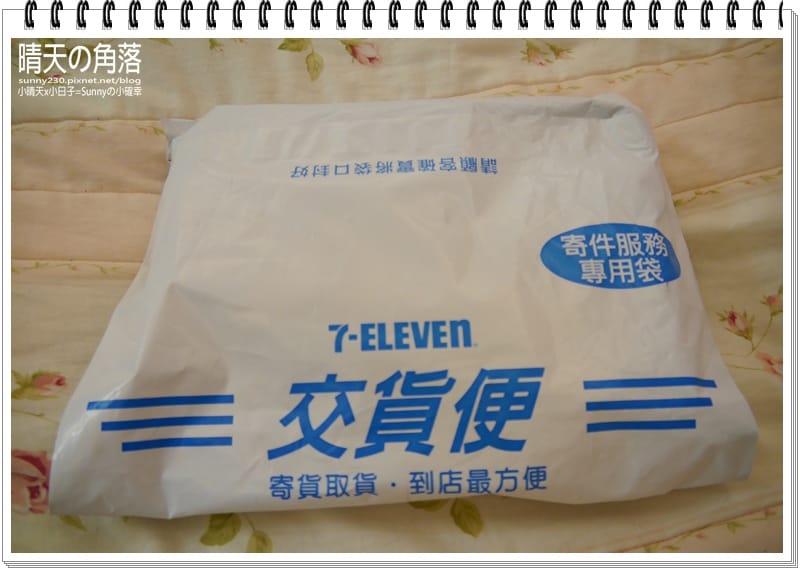 晴天の角落
sunny230.pixnet.net/blog
小晴天x小日子=Sunnyの小確幸
請顧客確實將袋口封好
寄件服務
專用袋
7-ELEVEn
交貨便
寄貨取貨・到店最方便